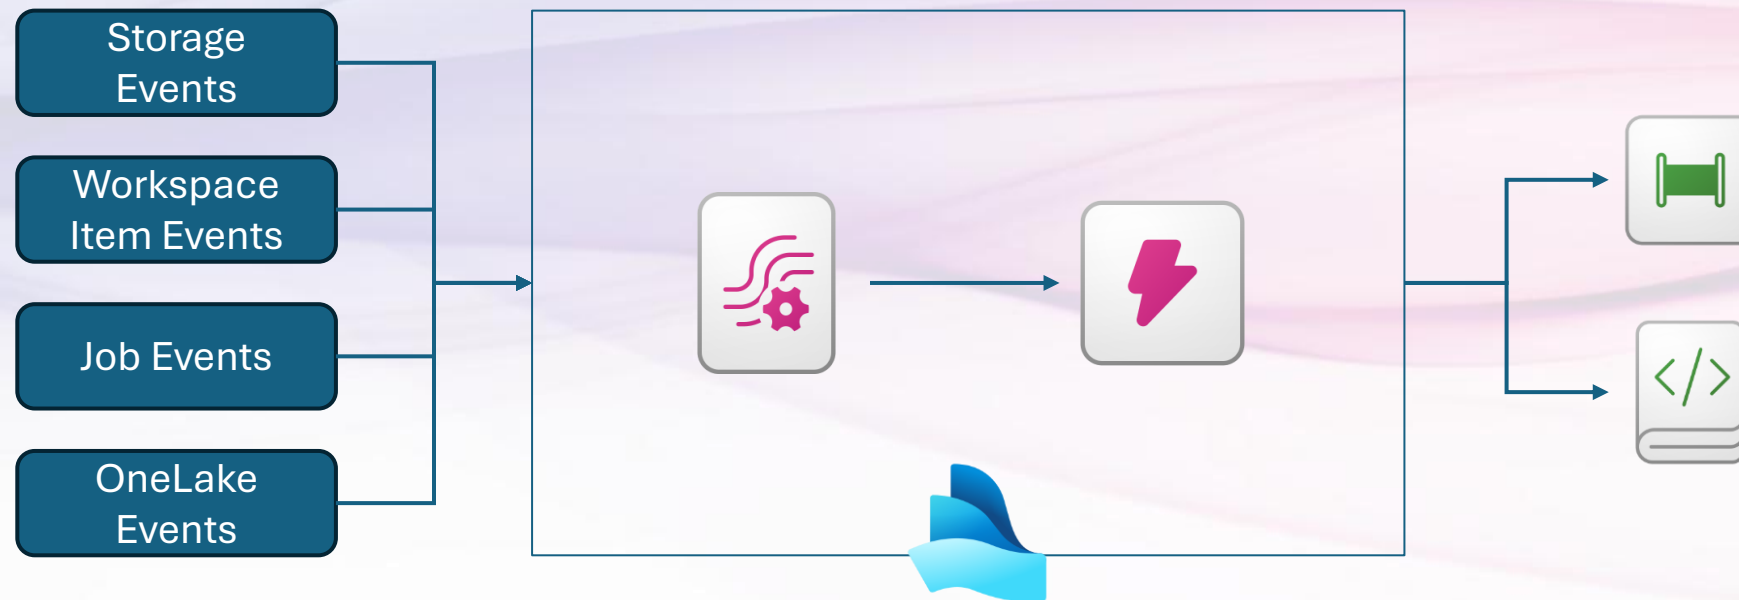 Storage
Events
Workspace
Item Events
Job Events
OneLake
Events